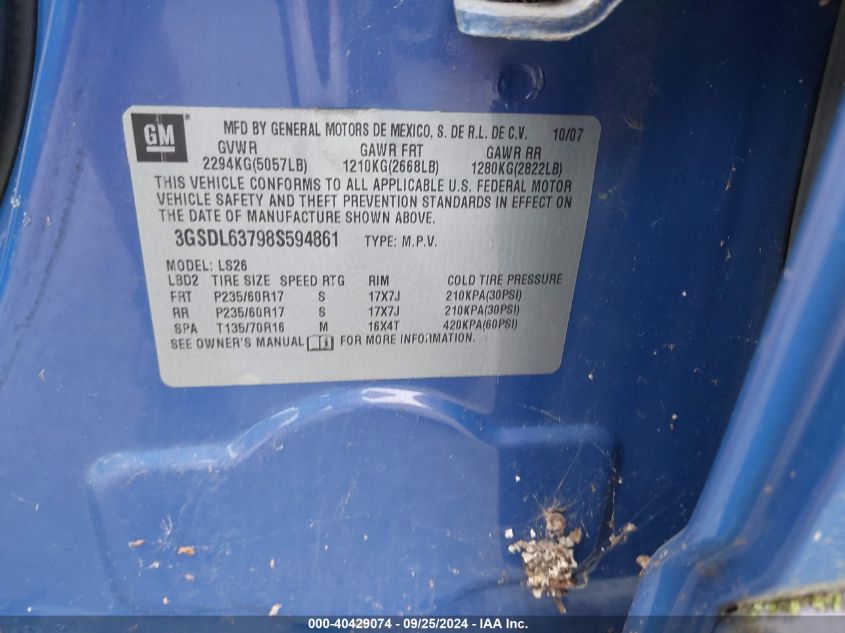 GM
MFD BY GENERAL MOTORS DE MEXICO, S. DE R.L. DE C.V. 10/07
GVWR GAWR FRT GAWR RR
2294KG(5057LB) 1210KG(2668LB) 1280KG(2822LB)
THIS VEHICLE CONFORMS TO ALL APPLICABLE U.S. FEDERAL MOTOR
VEHICLE SAFETY AND THEFT PREVENTION STANDARDS IN EFFECT ON
THE DATE OF MANUFACTURE SHOWN ABOVE.
3GSDL63798S594861 TYPE: M.P.V.
MODEL: LS26
LBD2 TIRE SIZE SPEED RTG RIM COLD TIRE PRESSURE
FRT P235/60R17 S 17X7J 210KPA(30PSI)
RR P235/60R17 S 17X7J 210KPA(30PSI)
SPA T135/70R16 M 16X4T 420KPA(60PSI)
SEE OWNER'S MANUAL FOR MORE INFORMATION.
000-40429074 - 09/25/2024 - IAA Inc.